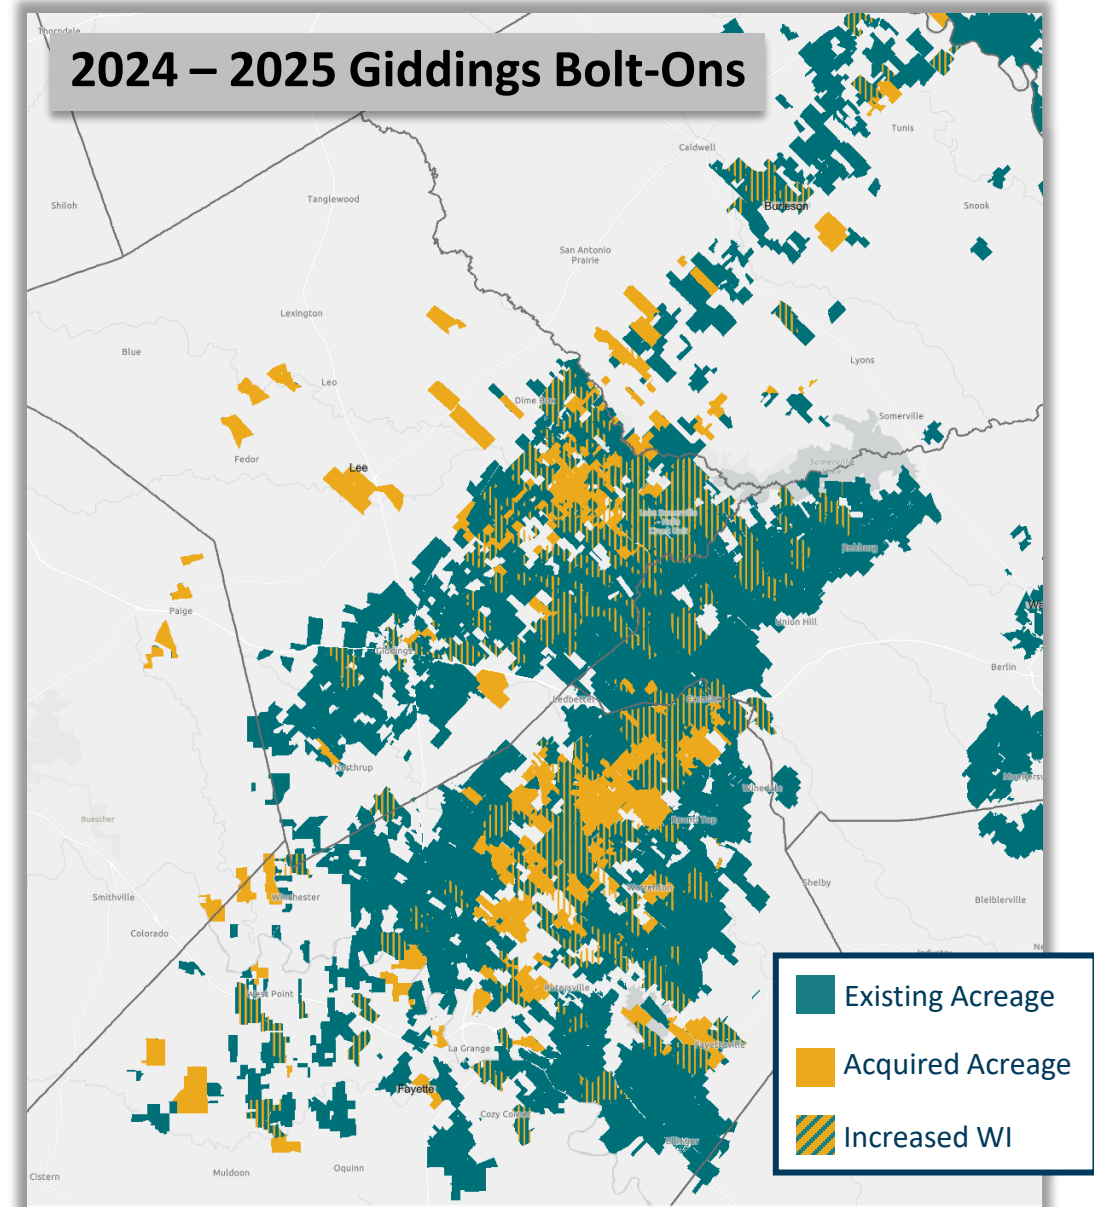 Thorndale
2024 – 2025 Giddings Bolt-Ons
Tunis
Caldwell
Tanglewood
Shiloh
Burleson
Snook
San Antonio
Prairie
Lexington
Blue
Lyons
Leo
Dime Box
Somerville
Fedor
Lee
Somerville
Paige
Union Hill
Giddings
Berlin
Ledbetter
Carmine
Northrup
Winedale
Buescher
Round Top
Shelby
Warrenton
Smithville
Winchester
Bleiblerville
Colorado
West Point
Rutersville
Existing Acreage
La Grange
Fayetteville
Acquired Acreage
Fayette
Cozy Corner
Increased WI
Ellinger
Oquinn
Muldoon
Cistern